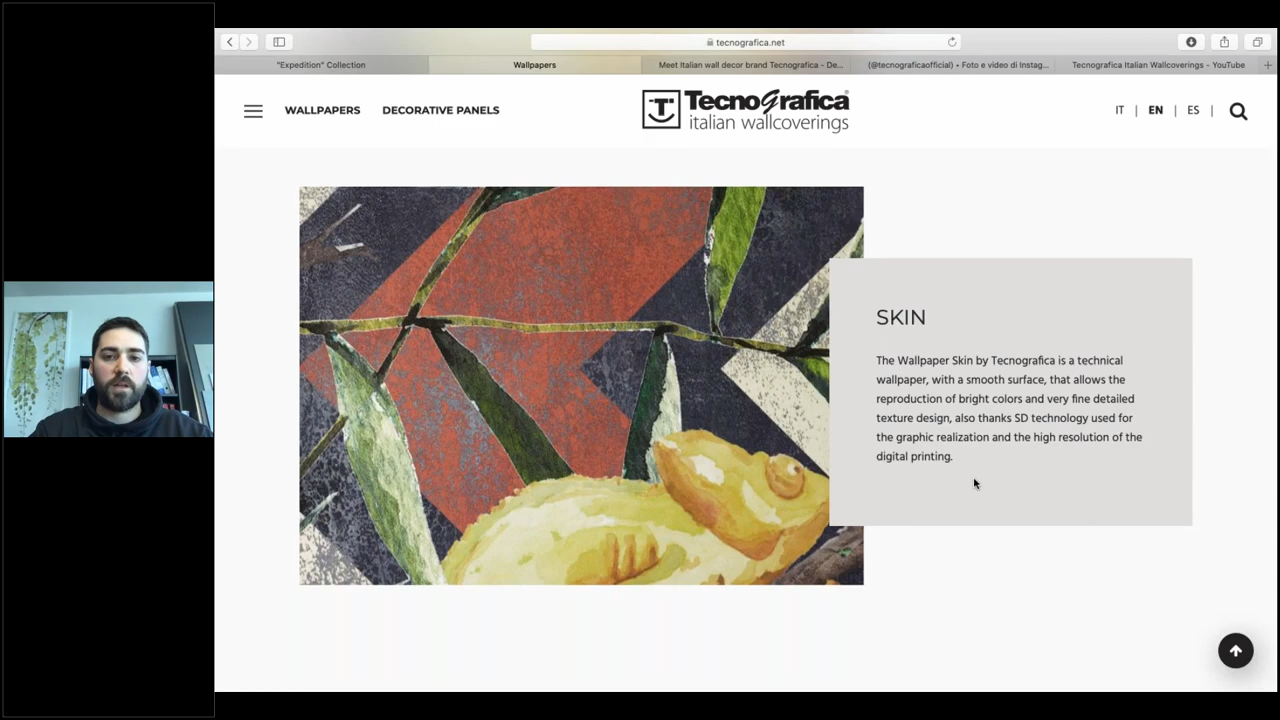 tecnografica.net
"Expedition" Collection
Wallpapers
Meet Italian wall decor brand Tecnografica - De...
(@tecnograficaofficial) • Foto e video di Instag...
Tecnografica Italian Wallcoverings - YouTube
WALLPAPERS
DECORATIVE PANELS
T
TecnoGrafica®
italian wallcoverings
IT | EN | ES |
SKIN
The Wallpaper Skin by Tecnografica is a technical
wallpaper, with a smooth surface, that allows the
reproduction of bright colors and very fine detailed
texture design, also thanks SD technology used for
the graphic realization and the high resolution of the
digital printing.